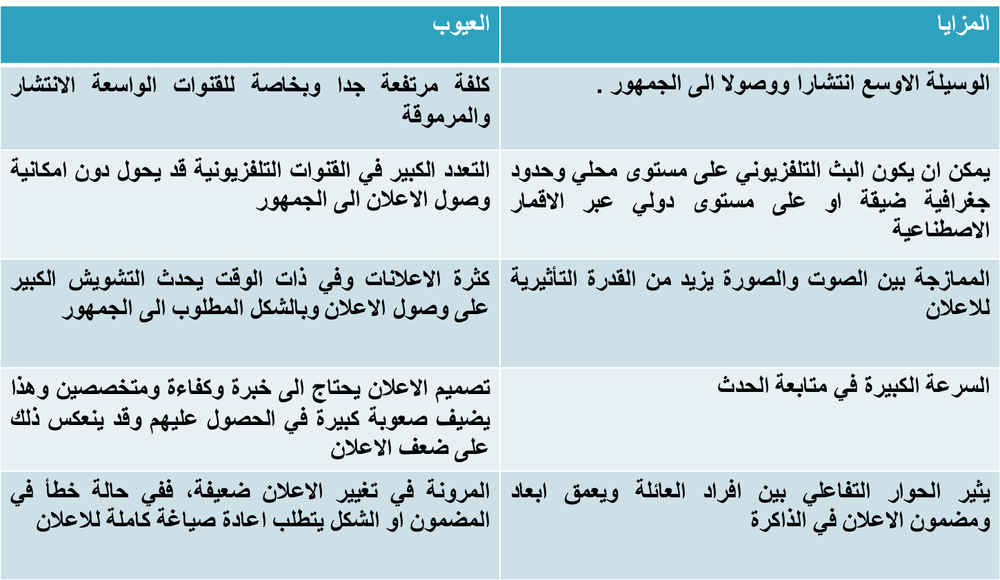 المزايا
العيوب
الوسيلة الاوسع انتشارا ووصولا الى الجمهور .
كلفة مرتفعة جدا وبخاصة للقنوات الواسعة الانتشار
والمرموقة
يمكن ان يكون البث التلفزيوني على مستوى محلي وحدود
جغرافية ضيقة او على مستوى دولي عبر الاقمار
الاصطناعية
التعدد الكبير في القنوات التلفزيونية قد يحول دون امكانية
وصول الاعلان الى الجمهور
الممازجة بين الصوت والصورة يزيد من القدرة التأثيرية
للاعلان
كثرة الاعلانات وفي ذات الوقت يحدث التشويش الكبير
على وصول الاعلان وبالشكل المطلوب الى الجمهور
السرعة الكبيرة في متابعة الحدث
تصميم الاعلان يحتاج الى خبرة وكفاءة ومتخصصين وهذا
يضيف صعوبة كبيرة في الحصول عليهم وقد ينعكس ذلك
على ضعف الاعلان
يثير الحوار التفاعلي بين افراد العائلة ويعمق ابعاد
ومضمون الاعلان في الذاكرة
المرونة في تغيير الاعلان ضعيفة، ففي حالة خطأ في
المضمون او الشكل يتطلب اعادة صياغة كاملة للاعلان